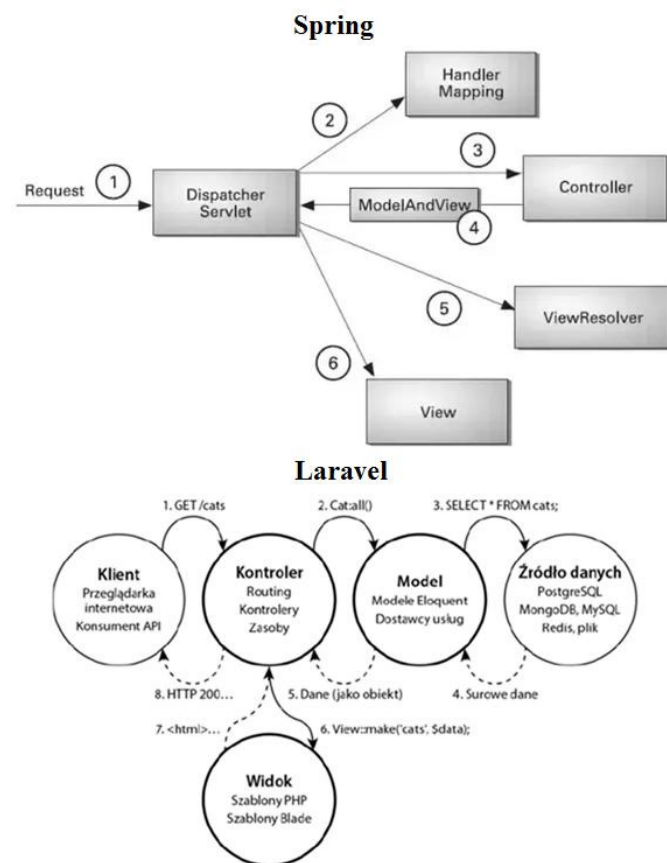 Spring
Handler
Mapping
2
3
Request
1
Dispatcher
Servlet
ModelAndView
Controller
4
5
ViewResolver
6
View
Laravel
1. GET /cats
2. Cat:all()
3. SELECT * FROM cats;
Klient
Przeglądarka
internetowa
Konsument API
Kontroler
Routing
Kontrolery
Zasoby
Model
Modele Eloquent
Dostawcy usług
Źródło danych
PostgreSQL
MongoDB, MySQL
Redis, plik
8. HTTP 200...
5. Dane (jako obiekt)
4. Surowe dane
7. <html>...
6. View::make('cats', $data);
Widok
Szablony PHP
Szablony Blade